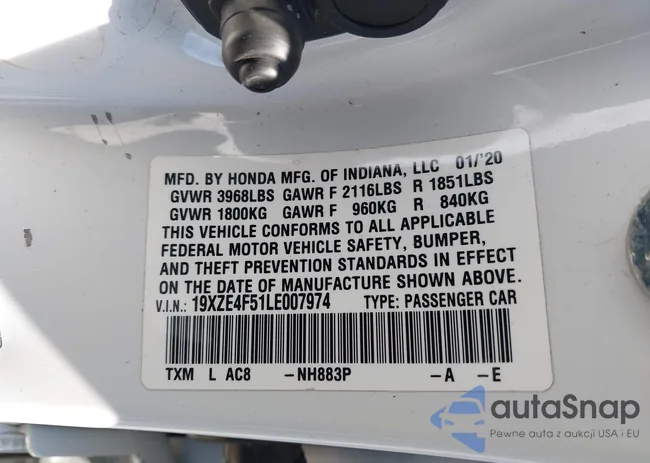 MFD. BY HONDA MFG. OF INDIANA, LLC 01/'20
GVWR 3968LBS GAWR F 2116LBS R 1851LBS
GVWR 1800KG GAWR F 960KG R 840KG
THIS VEHICLE CONFORMS TO ALL APPLICABLE
FEDERAL MOTOR VEHICLE SAFETY, BUMPER,
AND THEFT PREVENTION STANDARDS IN EFFECT
ON THE DATE OF MANUFACTURE SHOWN ABOVE.
V.I.N.: 19XZE4F51LE007974 TYPE: PASSENGER CAR
TXM L AC8 -NH883P -A -E
autaSnap
Pewne auta z aukcji USA i EU